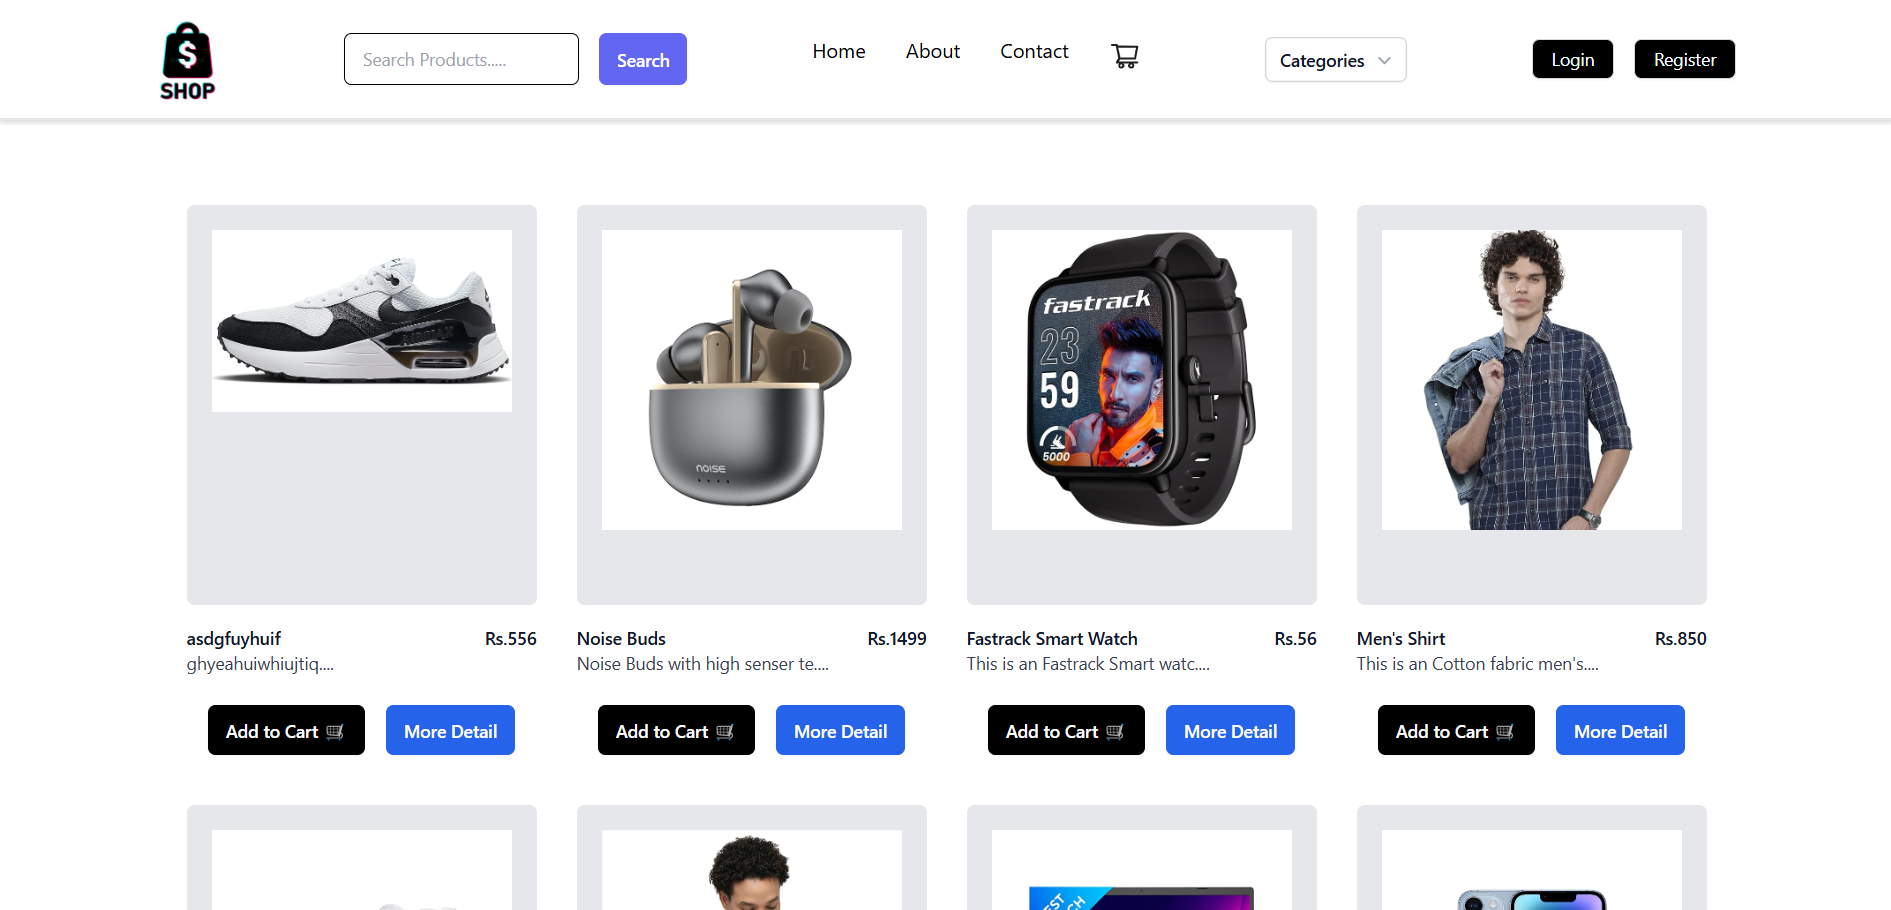 $
SHOP
Search Products.....
Search
Home
About
Contact
Categories
Login
Register
AIRMAX
noise
fastrack
23
59
5000
asdgfuyhuif
Rs.556
ghyeahuiwhiujtiq....
Noise Buds
Rs.1499
Noise Buds with high senser te....
Fastrack Smart Watch
Rs.56
This is an Fastrack Smart watc....
Men's Shirt
Rs.850
This is an Cotton fabric men's....
Add to Cart
More Detail
Add to Cart
More Detail
Add to Cart
More Detail
Add to Cart
More Detail